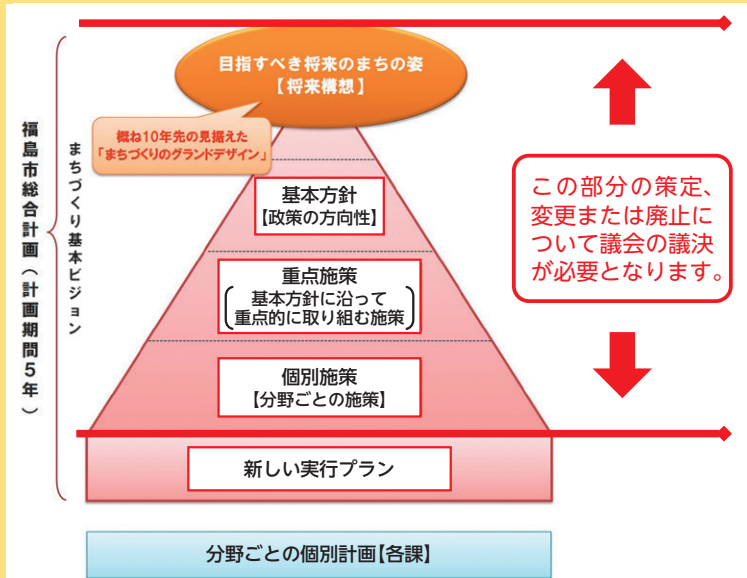 福島市総合計画(計画期間5年)
まちづくり基本ビジョン
目指すべき将来のまちの姿
【将来構想】
概ね10年先の見据えた
「まちづくりのグランドデザイン」
基本方針
【政策の方向性】
重点施策
(基本方針に沿って
重点的に取り組む施策)
個別施策
【分野ごとの施策】
新しい実行プラン
分野ごとの個別計画【各課】
この部分の策定、
変更または廃止に
ついて議会の議決
が必要となります。